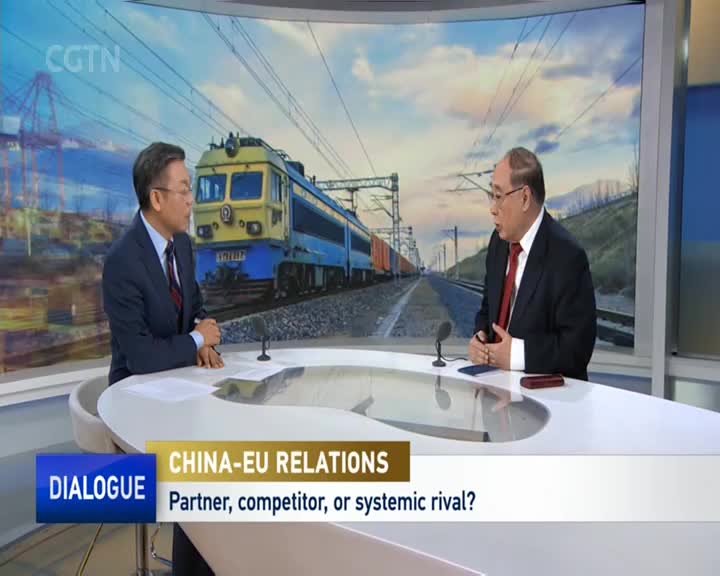 CGTN
CHINA-EU RELATIONS
DIALOGUE
Partner, competitor, or systemic rival?